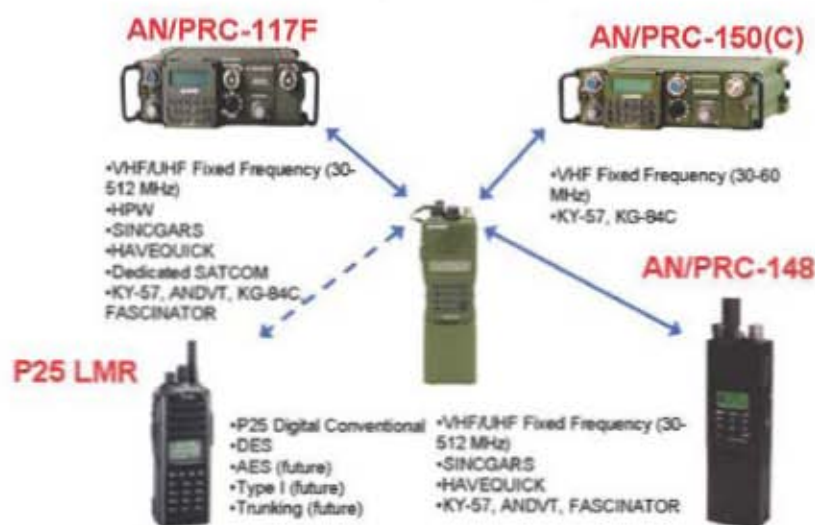 AN/PRC-117F
AN/PRC-150(C)
•VHF/UHF Fixed Frequency (30-
512 MHz)
•HPW
•SINCGARS
•HAVEQUICK
•Dedicated SATCOM
•KY-57, ANDVT, KG-84C,
FASCINATOR
•VHF Fixed Frequency (30-60
MHz)
•KY-57, KG-84C
AN/PRC-148
P25 LMR
•P25 Digital Conventional
•DES
•AES (future)
•Type I (future)
•Trunking (future)
•VHF/UHF Fixed Frequency (30-
512 MHz)
•SINCGARS
•HAVEQUICK
•KY-57, ANDVT, FASCINATOR